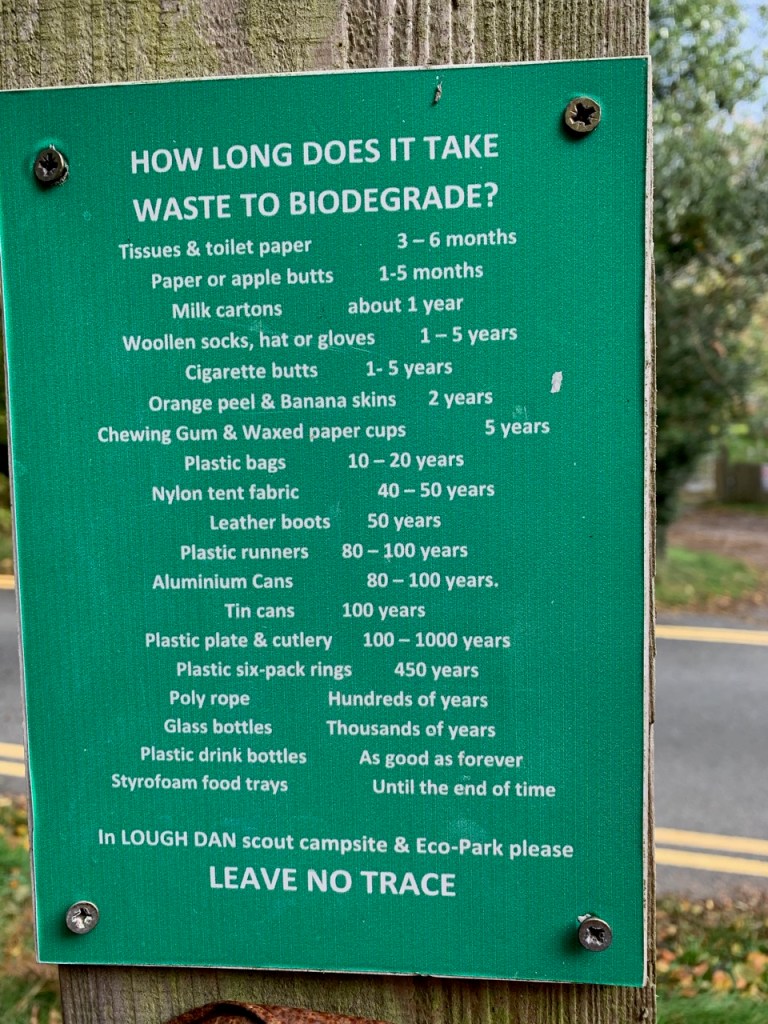 HOW LONG DOES IT TAKE
WASTE TO BIODEGRADE?
Tissues & toilet paper 3 – 6 months
Paper or apple butts 1-5 months
Milk cartons about 1 year
Woollen socks, hat or gloves 1 – 5 years
Cigarette butts 1- 5 years
Orange peel & Banana skins 2 years
Chewing Gum & Waxed paper cups 5 years
Plastic bags 10 – 20 years
Nylon tent fabric 40 – 50 years
Leather boots 50 years
Plastic runners 80 – 100 years
Aluminium Cans 80 – 100 years.
Tin cans 100 years
Plastic plate & cutlery 100 – 1000 years
Plastic six-pack rings 450 years
Poly rope Hundreds of years
Glass bottles Thousands of years
Plastic drink bottles As good as forever
Styrofoam food trays Until the end of time
In LOUGH DAN scout campsite & Eco-Park please
LEAVE NO TRACE